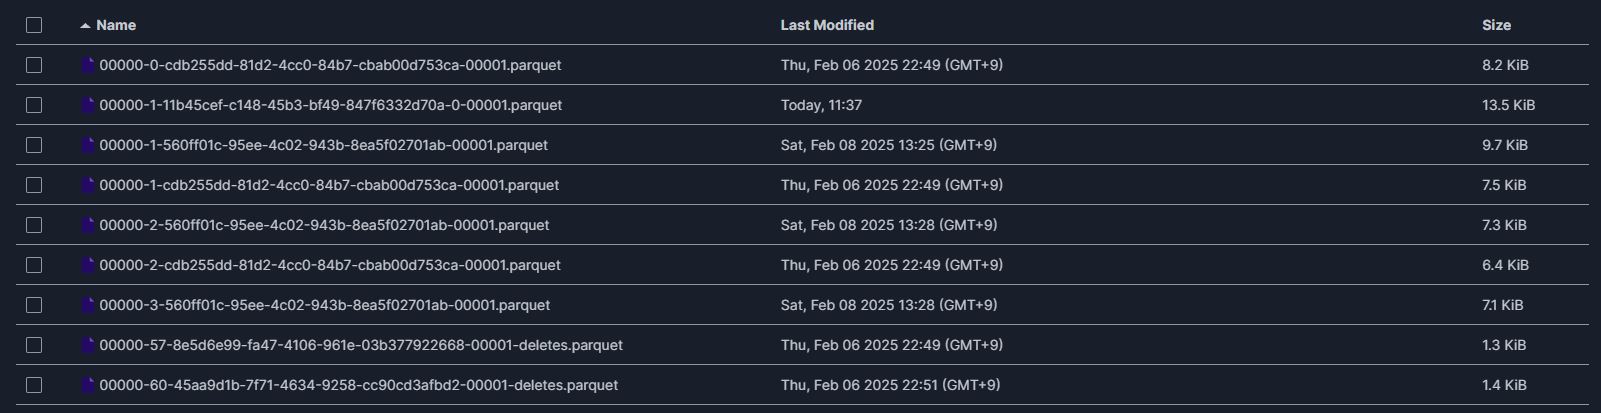 Name Last Modified Size
00000-0-cdb255dd-81d2-4cc0-84b7-cbab00d753ca-00001.parquet Thu, Feb 06 2025 22:49 (GMT+9) 8.2 KiB
00000-1-11b45cef-c148-45b3-bf49-847f6332d70a-0-00001.parquet Today, 11:37 13.5 KiB
00000-1-560ff01c-95ee-4c02-943b-8ea5f02701ab-00001.parquet Sat, Feb 08 2025 13:25 (GMT+9) 9.7 KiB
00000-1-cdb255dd-81d2-4cc0-84b7-cbab00d753ca-00001.parquet Thu, Feb 06 2025 22:49 (GMT+9) 7.5 KiB
00000-2-560ff01c-95ee-4c02-943b-8ea5f02701ab-00001.parquet Sat, Feb 08 2025 13:28 (GMT+9) 7.3 KiB
00000-2-cdb255dd-81d2-4cc0-84b7-cbab00d753ca-00001.parquet Thu, Feb 06 2025 22:49 (GMT+9) 6.4 KiB
00000-3-560ff01c-95ee-4c02-943b-8ea5f02701ab-00001.parquet Sat, Feb 08 2025 13:28 (GMT+9) 7.1 KiB
00000-57-8e5d6e99-fa47-4106-961e-03b377922668-00001-deletes.parquet Thu, Feb 06 2025 22:49 (GMT+9) 1.3 KiB
00000-60-45aa9d1b-7f71-4634-9258-cc90cd3afbd2-00001-deletes.parquet Thu, Feb 06 2025 22:51 (GMT+9) 1.4 KiB